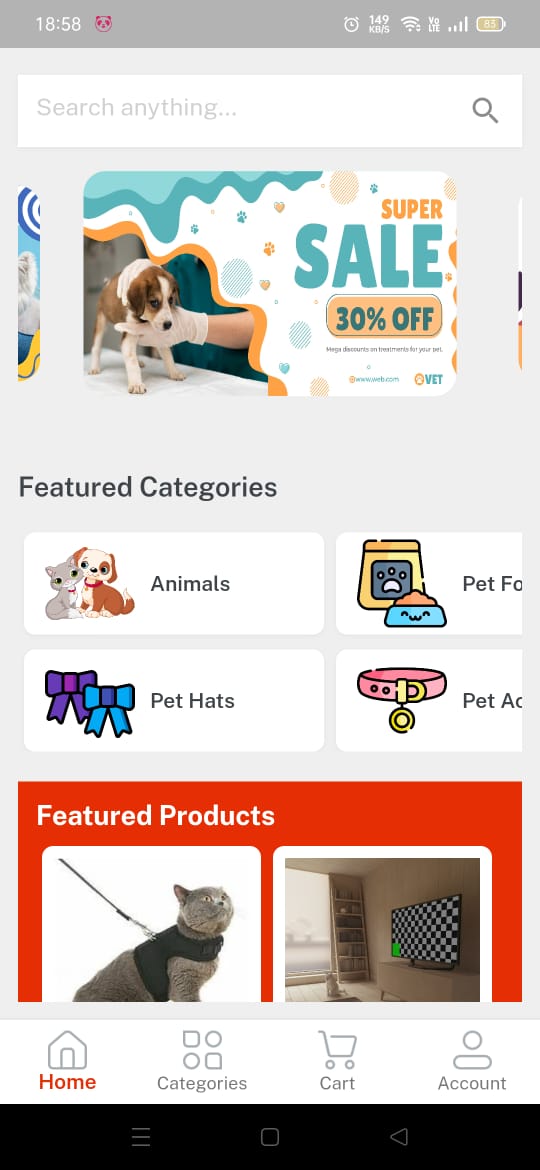 18:58
149
KB/S
Vo
LTE
83
Search anything...
SUPER
SALE
30% OFF
Mega discounts on treatments for your pet.
www.web.com
VET
Featured Categories
Animals
Pet Fo
Pet Hats
Pet Ac
Featured Products
Home
Categories
Cart
Account